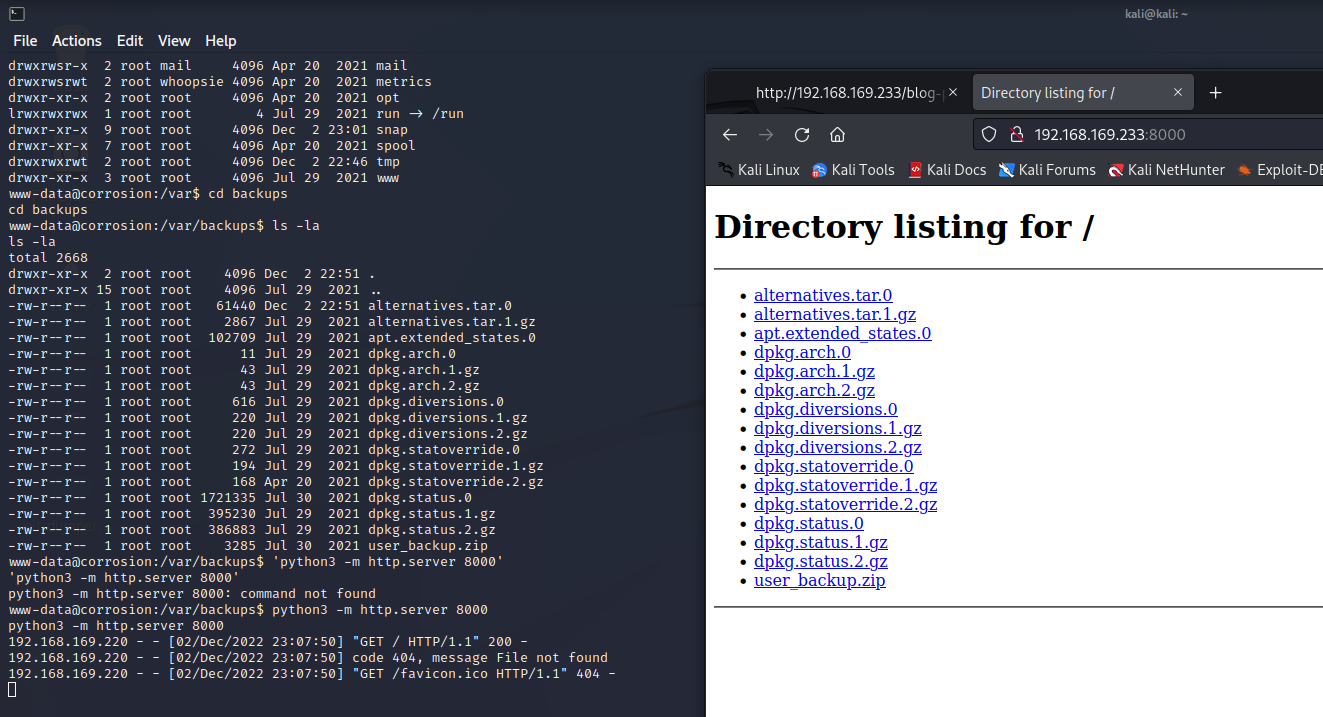 kali@kali: ~
File Actions Edit View Help
drwxrwsr-x  2 root mail     4096 Apr 20  2021 mail
drwxrwsrwt  2 root whoopsie 4096 Apr 20  2021 metrics
drwxr-xr-x  2 root root     4096 Apr 20  2021 opt
lrwxrwxrwx  1 root root        4 Jul 29  2021 run → /run
drwxr-xr-x  9 root root     4096 Dec  2 23:01 snap
drwxr-xr-x  7 root root     4096 Apr 20  2021 spool
drwxrwxrwt  2 root root     4096 Dec  2 22:46 tmp
drwxr-xr-x  3 root root     4096 Jul 29  2021 www
www-data@corrosion:/var$ cd backups
cd backups
www-data@corrosion:/var/backups$ ls -la
ls -la
total 2668
drwxr-xr-x  2 root root    4096 Dec  2 22:51 .
drwxr-xr-x 15 root root    4096 Jul 29  2021 ..
-rw-r--r--  1 root root   61440 Dec  2 22:51 alternatives.tar.0
-rw-r--r--  1 root root    2867 Jul 29  2021 alternatives.tar.1.gz
-rw-r--r--  1 root root  102709 Jul 29  2021 apt.extended_states.0
-rw-r--r--  1 root root      11 Jul 29  2021 dpkg.arch.0
-rw-r--r--  1 root root      43 Jul 29  2021 dpkg.arch.1.gz
-rw-r--r--  1 root root      43 Jul 29  2021 dpkg.arch.2.gz
-rw-r--r--  1 root root     616 Jul 29  2021 dpkg.diversions.0
-rw-r--r--  1 root root     220 Jul 29  2021 dpkg.diversions.1.gz
-rw-r--r--  1 root root     220 Jul 29  2021 dpkg.diversions.2.gz
-rw-r--r--  1 root root     272 Jul 29  2021 dpkg.statoverride.0
-rw-r--r--  1 root root     194 Jul 29  2021 dpkg.statoverride.1.gz
-rw-r--r--  1 root root     168 Apr 20  2021 dpkg.statoverride.2.gz
-rw-r--r--  1 root root 1721335 Jul 30  2021 dpkg.status.0
-rw-r--r--  1 root root  395230 Jul 29  2021 dpkg.status.1.gz
-rw-r--r--  1 root root  386883 Jul 29  2021 dpkg.status.2.gz
-rw-r--r--  1 root root    3285 Jul 30  2021 user_backup.zip
www-data@corrosion:/var/backups$ 'python3 -m http.server 8000'
'python3 -m http.server 8000'
python3 -m http.server 8000: command not found
www-data@corrosion:/var/backups$ python3 -m http.server 8000
python3 -m http.server 8000
192.168.169.220 - - [02/Dec/2022 23:07:50] "GET / HTTP/1.1" 200 -
192.168.169.220 - - [02/Dec/2022 23:07:50] code 404, message File not found
192.168.169.220 - - [02/Dec/2022 23:07:50] "GET /favicon.ico HTTP/1.1" 404 -
http://192.168.169.233/blog-
Directory listing for /
192.168.169.233:8000
Kali Linux Kali Tools Kali Docs Kali Forums Kali NetHunter Exploit-D
Directory listing for /
alternatives.tar.0
alternatives.tar.1.gz
apt.extended_states.0
dpkg.arch.0
dpkg.arch.1.gz
dpkg.arch.2.gz
dpkg.diversions.0
dpkg.diversions.1.gz
dpkg.diversions.2.gz
dpkg.statoverride.0
dpkg.statoverride.1.gz
dpkg.statoverride.2.gz
dpkg.status.0
dpkg.status.1.gz
dpkg.status.2.gz
user_backup.zip